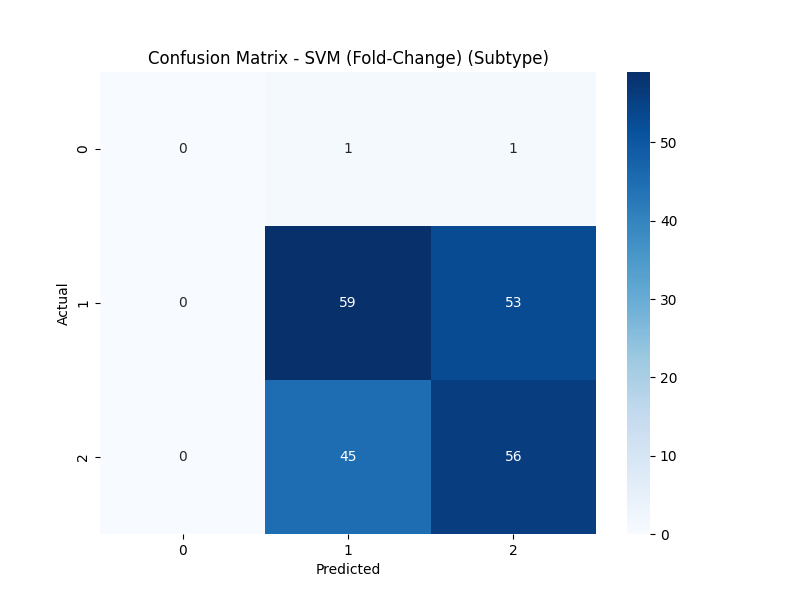 Confusion Matrix - SVM (Fold-Change) (Subtype)
0 0 1 1
1 0 59 53
2 0 45 56
0 1 2
Actual
Predicted
50
40
30
20
10
0